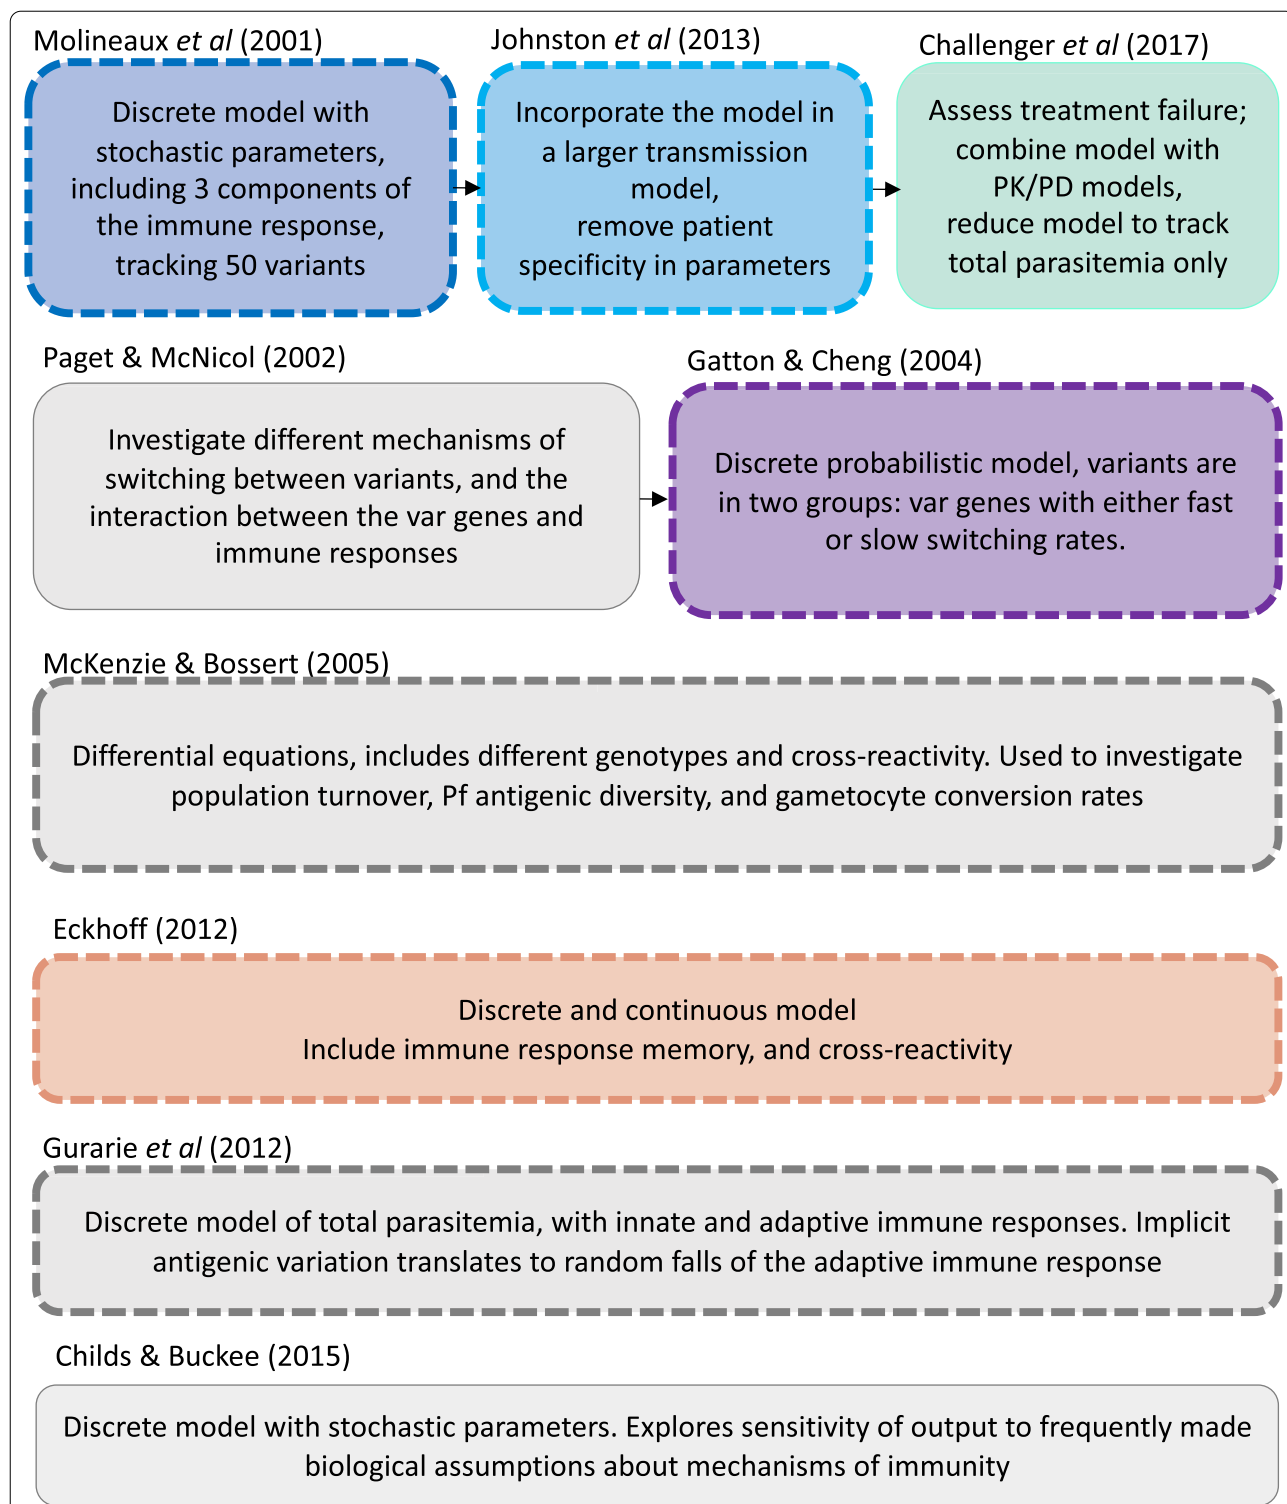 Molineaux et al (2001)
Discrete model with
stochastic parameters,
including 3 components of
the immune response,
tracking 50 variants
Johnston et al (2013)
Incorporate the model in
a larger transmission
model,
remove patient
specificity in parameters
Challenger et al (2017)
Assess treatment failure;
combine model with
PK/PD models,
reduce model to track
total parasitemia only
Paget & McNicol (2002)
Investigate different mechanisms of
switching between variants, and the
interaction between the var genes and
immune responses
Gatton & Cheng (2004)
Discrete probabilistic model, variants are
in two groups: var genes with either fast
or slow switching rates.
McKenzie & Bossert (2005)
Differential equations, includes different genotypes and cross-reactivity. Used to investigate
population turnover, Pf antigenic diversity, and gametocyte conversion rates
Eckhoff (2012)
Discrete and continuous model
Include immune response memory, and cross-reactivity
Gurarie et al (2012)
Discrete model of total parasitemia, with innate and adaptive immune responses. Implicit
antigenic variation translates to random falls of the adaptive immune response
Childs & Buckee (2015)
Discrete model with stochastic parameters. Explores sensitivity of output to frequently made
biological assumptions about mechanisms of immunity